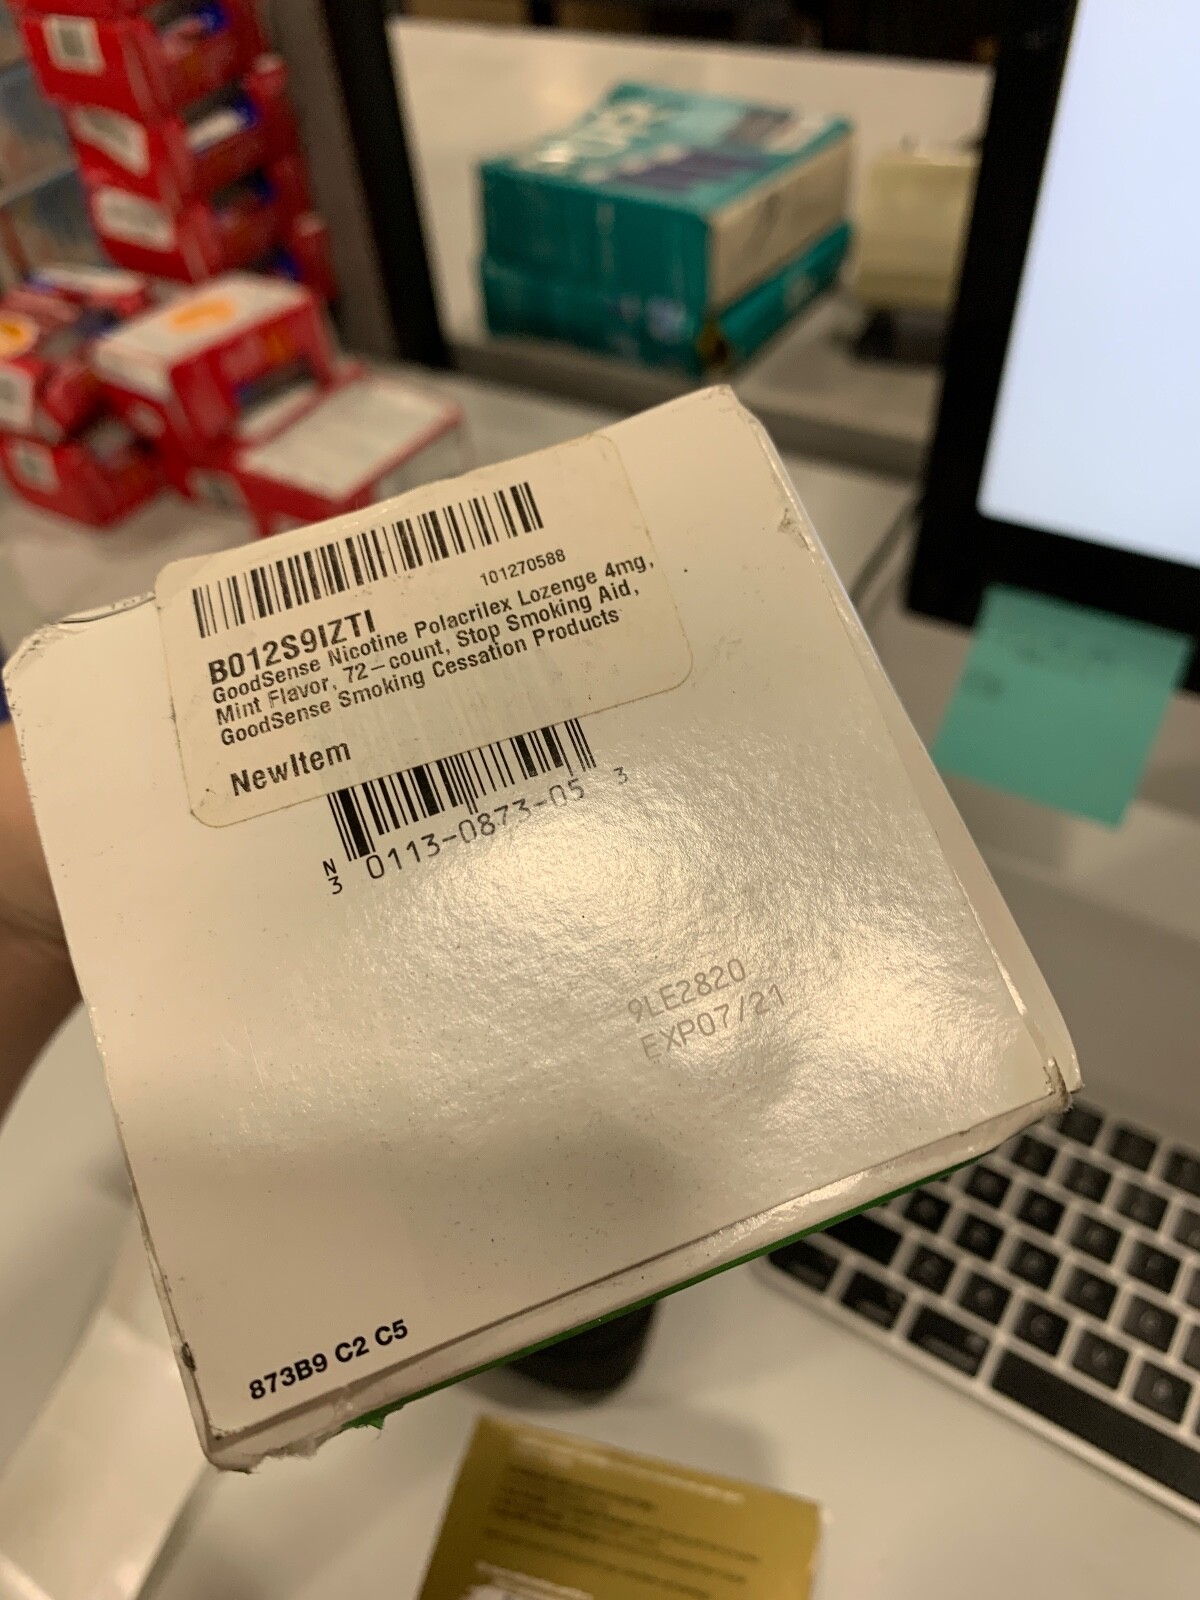 101270588
B012S9IZTI
GoodSense Nicotine Polacrilex Lozenge 4mg,
Mint Flavor, 72-count, Stop Smoking Aid,
GoodSense Smoking Cessation Products
NewItem
N
3 0113-0873-05 3
9LE2820
EXP07/21
873B9 C2 C5